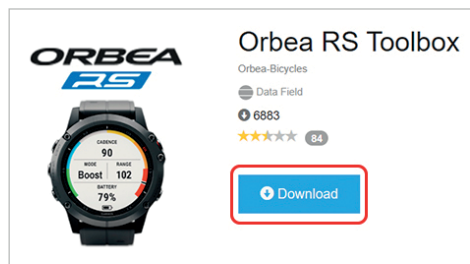 ORBEA
RS
Orbea RS Toolbox
Orbea-Bicycles
Data Field
6883
84
Download
CADENCE
90
MODE
RANGE
Boost
102
BATTERY
79%